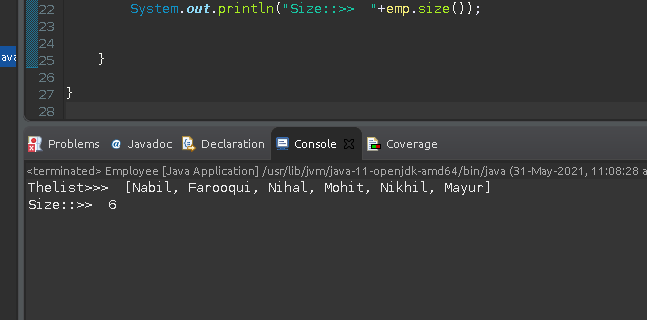 22 System.out.println("Size::>> "+emp.size());
23
24
25 }
26
27 }
28
ava
Problems @ Javadoc Declaration Console Coverage
<terminated> Employee [Java Application] /usr/lib/jvm/java-11-openjdk-amd64/bin/java (31-May-2021, 11:08:28 a
Thelist>>> [Nabil, Farooqui, Nihal, Mohit, Nikhil, Mayur]
Size::>> 6